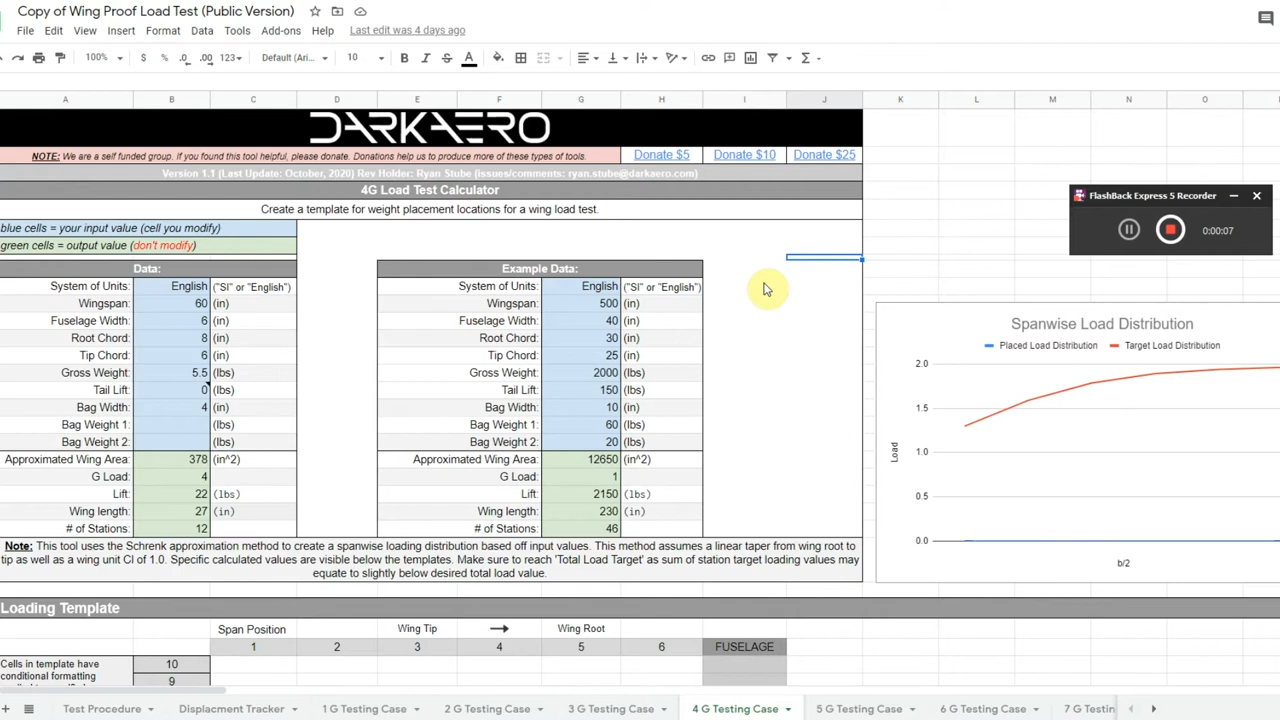 Copy of Wing Proof Load Test (Public Version)
File Edit View Insert Format Data Tools Add-ons Help Last edit was 4 days ago
100% $ % .0 .00 123 Default (Ari... 10 B I S A
A B C D E F G H I J K L M N O
DARKAERO
NOTE: We are a self funded group. If you found this tool helpful, please donate. Donations help us to produce more of these types of tools. Donate $5 Donate $10 Donate $25
Version 1.1 (Last Update: October, 2020) Rev Holder: Ryan Stube (issues/comments: ryan.stube@darkaero.com)
4G Load Test Calculator
Create a template for weight placement locations for a wing load test.
blue cells = your input value (cell you modify)
green cells = output value (don't modify)
Data: Example Data:
System of Units: English ("SI" or "English") System of Units: English ("SI" or "English")
Wingspan: 60 (in) Wingspan: 500 (in)
Fuselage Width: 6 (in) Fuselage Width: 40 (in)
Root Chord: 8 (in) Root Chord: 30 (in)
Tip Chord: 6 (in) Tip Chord: 25 (in)
Gross Weight: 5.5 (lbs) Gross Weight: 2000 (lbs)
Tail Lift: 0 (lbs) Tail Lift: 150 (lbs)
Bag Width: 4 (in) Bag Width: 10 (in)
Bag Weight 1: (lbs) Bag Weight 1: 60 (lbs)
Bag Weight 2: (lbs) Bag Weight 2: 20 (lbs)
Approximated Wing Area: 378 (in^2) Approximated Wing Area: 12650 (in^2)
G Load: 4 G Load: 1
Lift: 22 (lbs) Lift: 2150 (lbs)
Wing length: 27 (in) Wing length: 230 (in)
# of Stations: 12 # of Stations: 46
Note: This tool uses the Schrenk approximation method to create a spanwise loading distribution based off input values. This method assumes a linear taper from wing root to
tip as well as a wing unit Cl of 1.0. Specific calculated values are visible below the templates. Make sure to reach 'Total Load Target' as sum of station target loading values may
equate to slightly below desired total load value.
FlashBack Express 5 Recorder
0:00:07
Spanwise Load Distribution
Placed Load Distribution Target Load Distribution
2.0
1.5
1.0
0.5
0.0
Load
b/2
Loading Template
Span Position Wing Tip → Wing Root
1 2 3 4 5 6 FUSELAGE
Cells in template have 10
conditional formatting 9
Test Procedure Displacment Tracker 1 G Testing Case 2 G Testing Case 3 G Testing Case 4 G Testing Case 5 G Testing Case 6 G Testing Case 7 G Testin